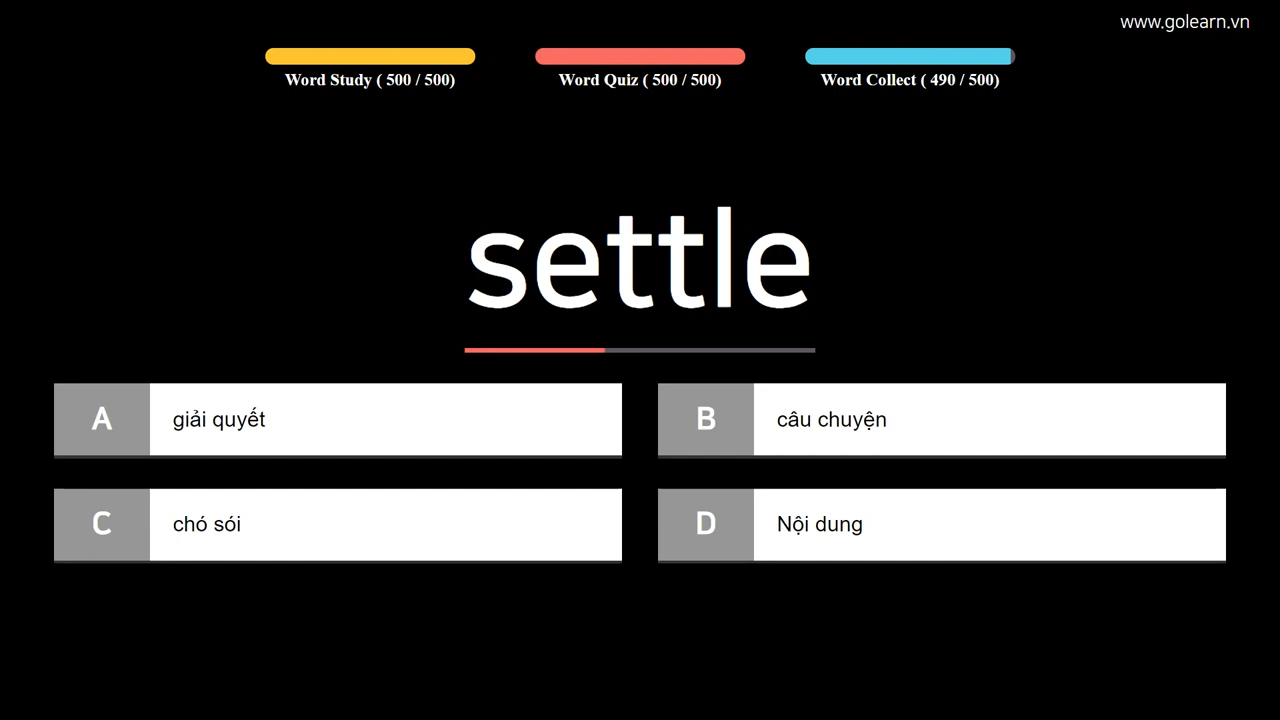 www.golearn.vn
Word Study ( 500 / 500)
Word Quiz ( 500 / 500)
Word Collect ( 490 / 500)
settle
A giải quyết
B câu chuyện
C chó sói
D Nội dung